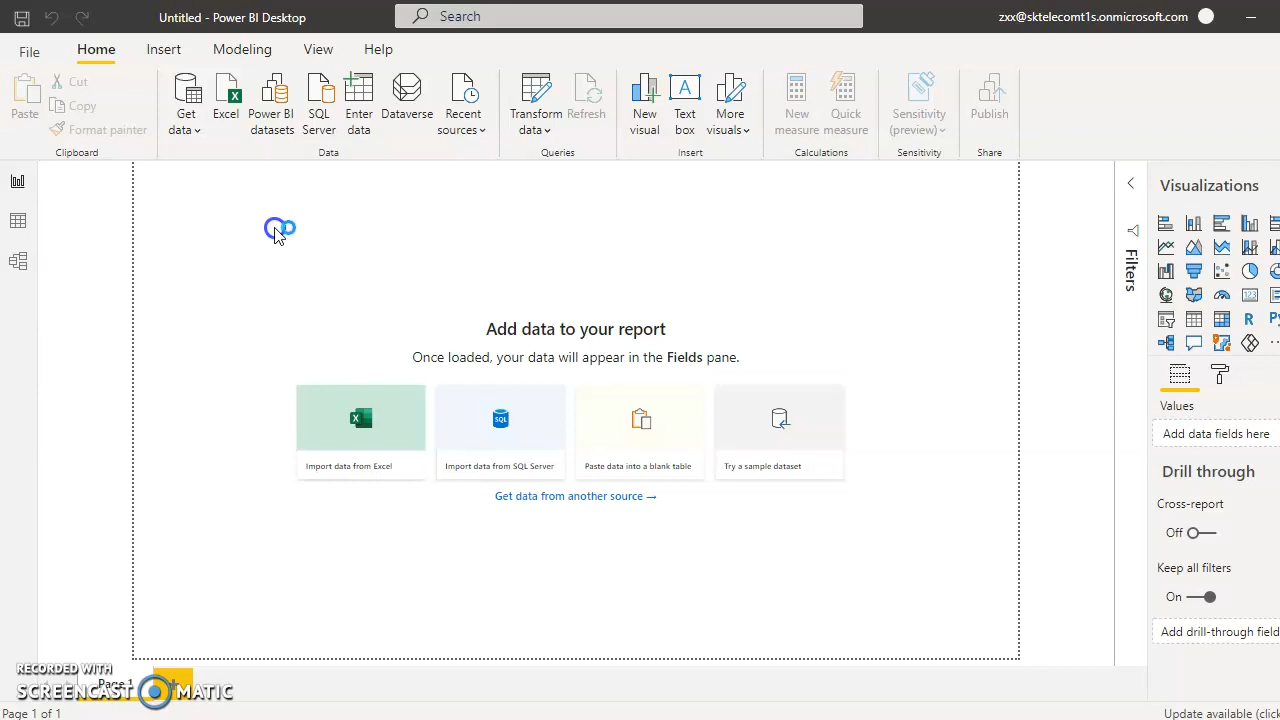 Untitled - Power BI Desktop
Search
zxx@sktelecomt1s.onmicrosoft.com
File
Home
Insert
Modeling
View
Help
Paste
Cut
Copy
Format painter
Clipboard
Get data
Excel
Power BI datasets
SQL Server
Enter data
Dataverse
Recent sources
Data
Transform data
Refresh
Queries
New visual
Text box
More visuals
Insert
New measure
Quick measure
Calculations
Sensitivity (preview)
Sensitivity
Publish
Share
Filters
Visualizations
Add data to your report
Once loaded, your data will appear in the Fields pane.
Import data from Excel
Import data from SQL Server
Paste data into a blank table
Try a sample dataset
Get data from another source →
Values
Add data fields here
Drill through
Cross-report
Off
Keep all filters
On
Add drill-through field
RECORDED WITH
SCREENCAST MATIC
Page 1
Page 1 of 1
Update available (clic